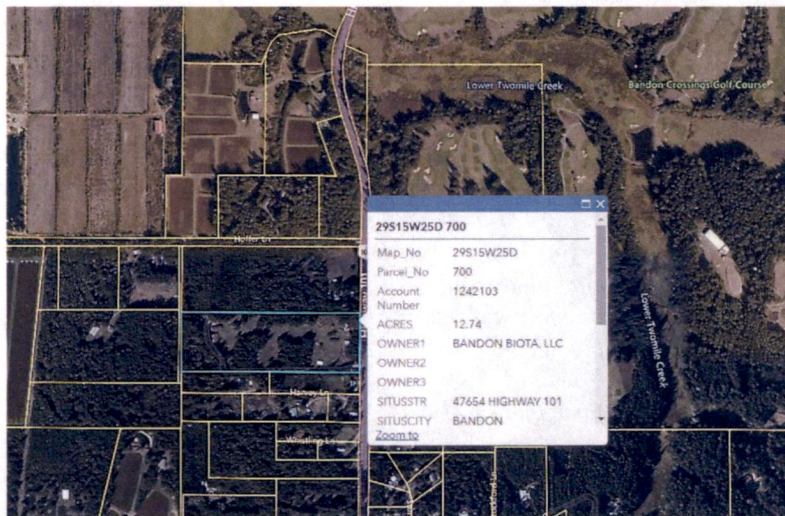 Lower Twomile Creek
Bandon Crossings Golf Course
29S15W25D 700
Map_No 29S15W25D
Parcel_No 700
Account Number 1242103
ACRES 12.74
OWNER1 BANDON BIOTA, LLC
OWNER2
OWNER3
SITUSSTR 47654 HIGHWAY 101
SITUSCITY BANDON
Zoom to
Hoffer Ln
Harvey Ln
Whistling Ln
Lower Twomile Creek